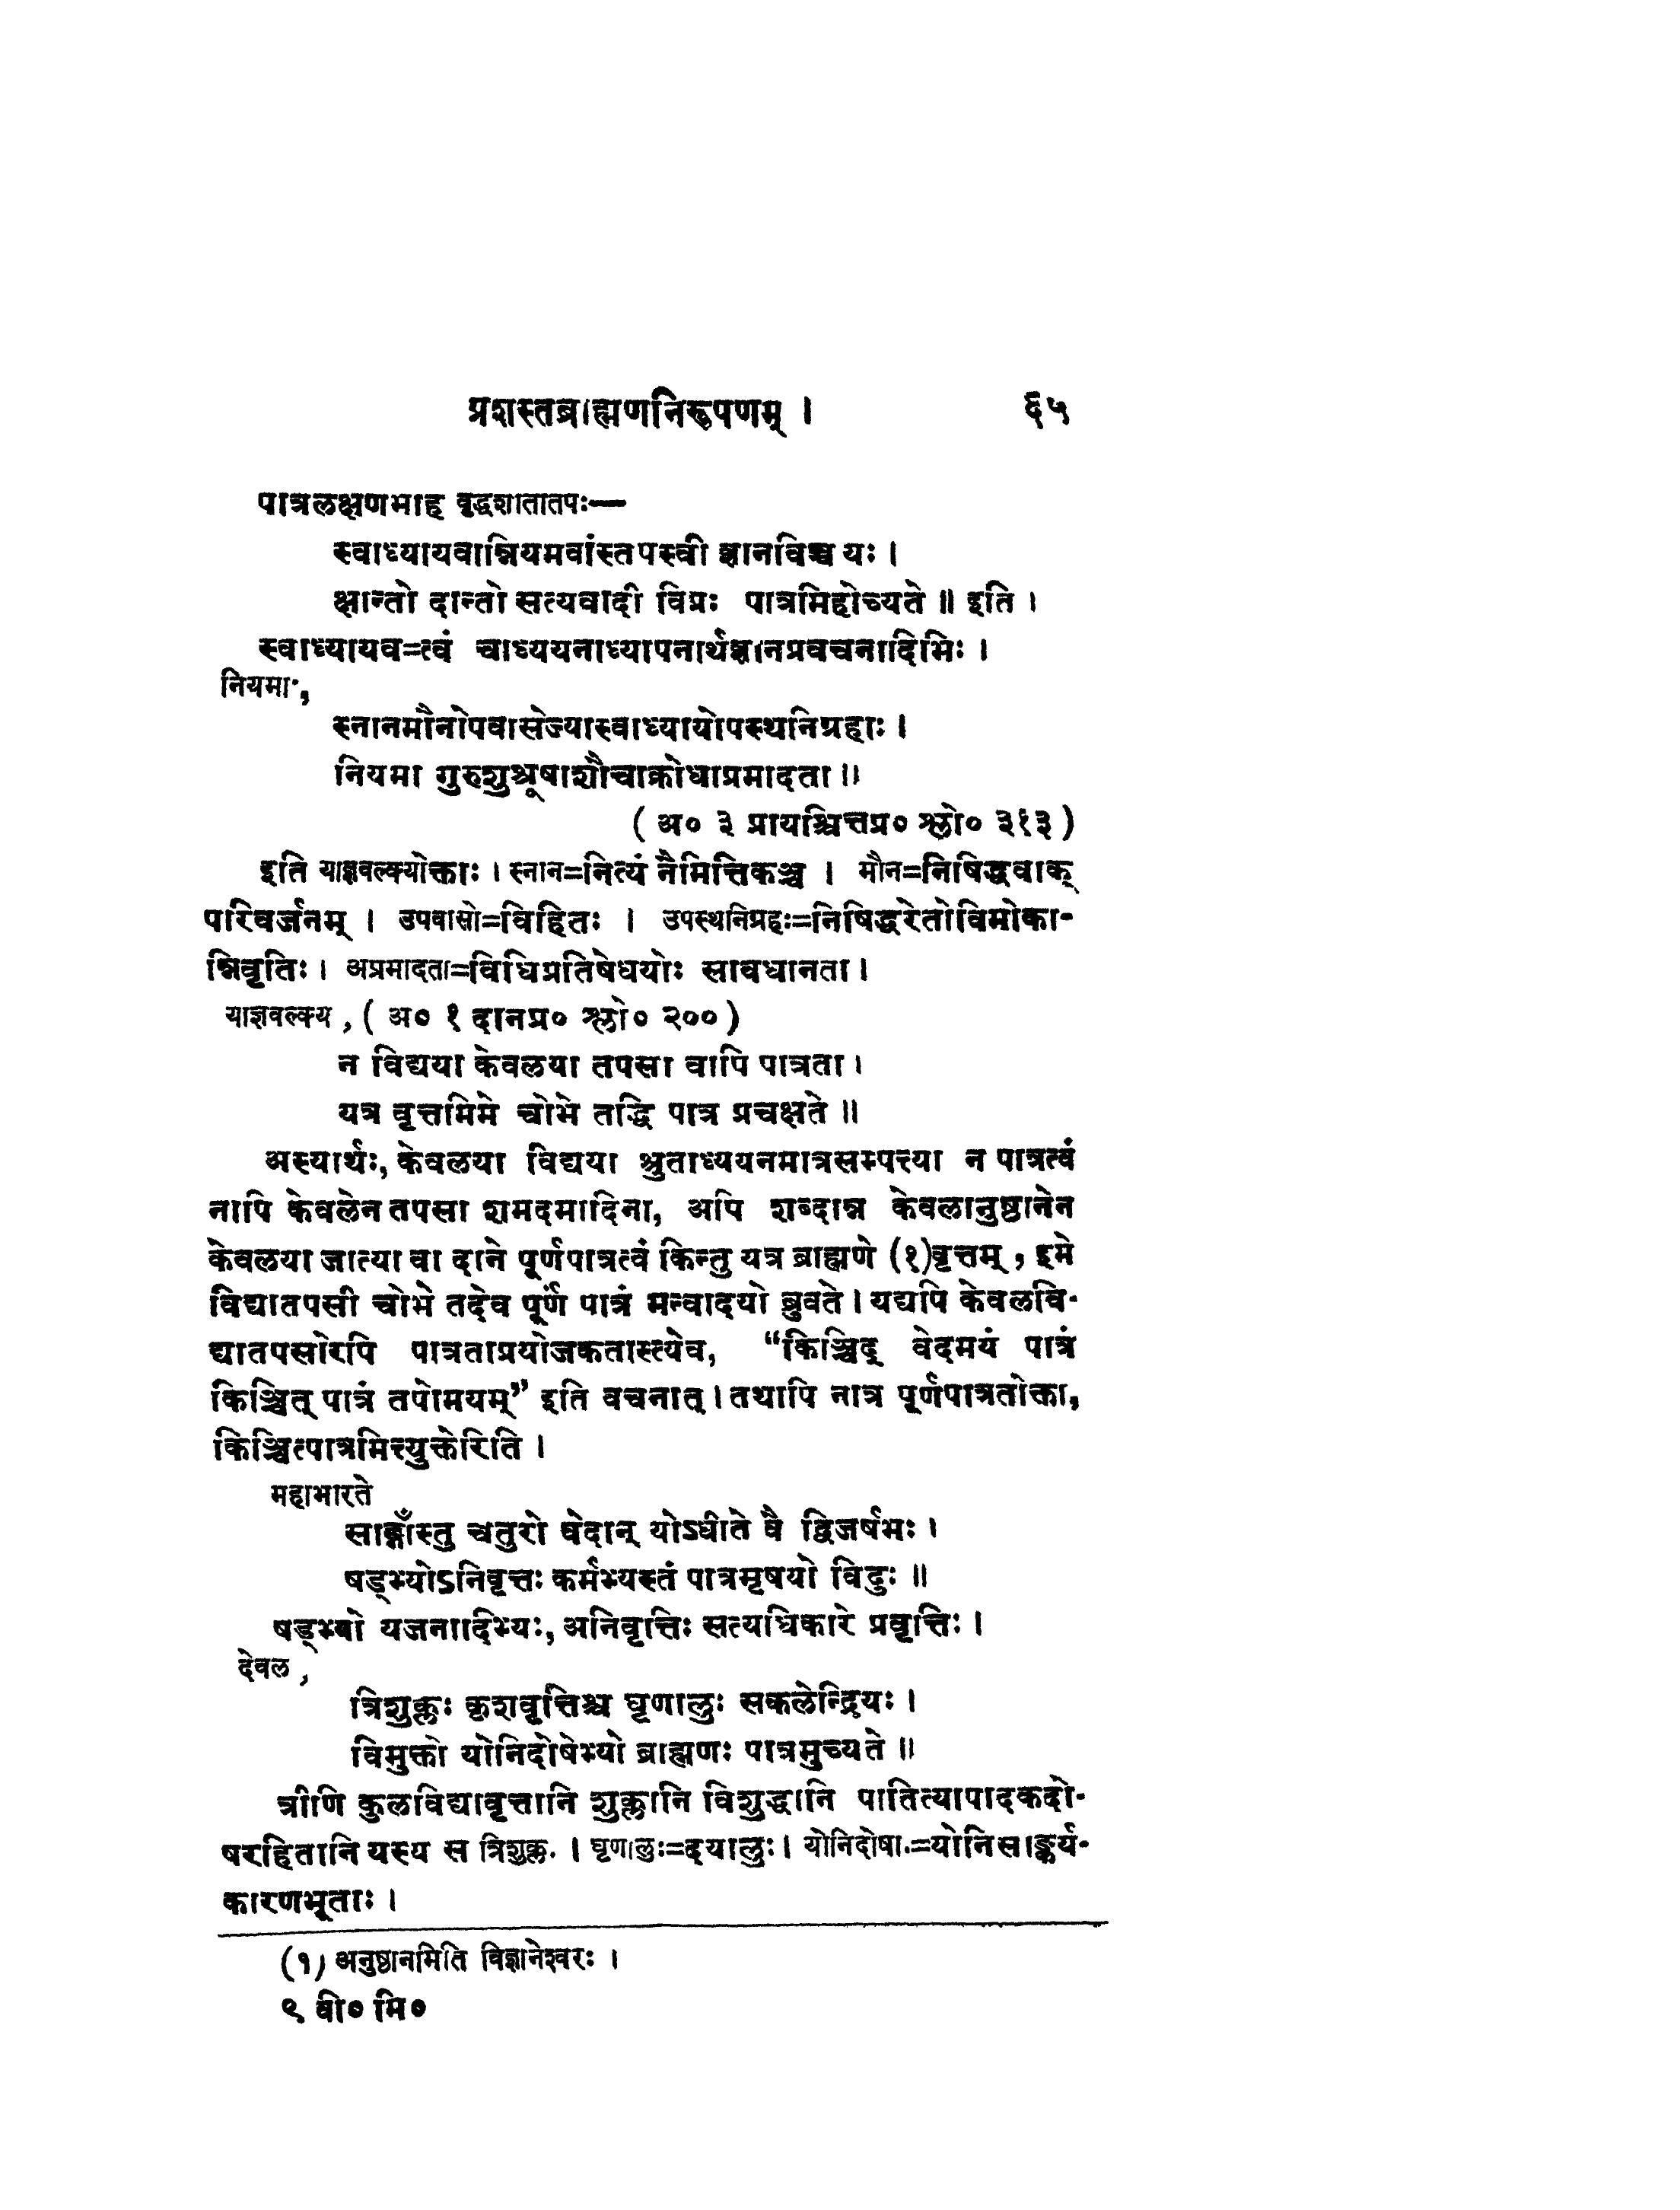 प्रशस्तब्राह्मणनिरूपणम् । ६५
पात्रलक्षणमाह वृद्धशातातपः—
स्वाध्यायवान्नियमवांस्तपस्वी ज्ञानविच्च यः ।
क्षान्तो दान्तो सत्यवादी विप्रः पात्रमिहोच्यते ॥ इति ।
स्वाध्यायव=त्वं चाध्ययनाध्यापनार्थज्ञानप्रवचनादिभिः ।
नियमाः,
स्नानमौनोपवासेज्यास्वाध्यायोपस्थनिग्रहाः ।
नियमा गुरुशुश्रूषाशौचाक्रोधाप्रमादता ॥
( अ० ३ प्रायश्चित्तप्र० श्लो० ३१३ )
इति याज्ञवल्क्योक्ताः । स्नान=नित्यं नैमित्तिकञ्च । मौन=निषिद्धवाक्
परिवर्जनम् । उपवासो=विहितः । उपस्थनिग्रहः=निषिद्धरेतोविमोका-
न्निवृतिः । अप्रमादता=विधिप्रतिषेधयोः सावधानता ।
याज्ञवल्क्य , ( अ० १ दानप्र० श्लो० २०० )
न विद्यया केवलया तपसा वापि पात्रता ।
यत्र वृत्तमिमे चोभे तद्धि पात्र प्रचक्षते ॥
अस्यार्थः, केवलया विद्यया श्रुताध्ययनमात्रसम्पत्त्या न पात्रत्वं
नापि केवलेन तपसा शमदमादिना, अपि शब्दान्न केवलानुष्ठानेन
केवलया जात्या वा दाने पूर्णपात्रत्वं किन्तु यत्र ब्राह्मणे (१)वृत्तम् , इमे
विद्यातपसी चोभे तदेव पूर्णं पात्रं मन्वादयो ब्रुवते । यद्यपि केवलवि-
द्यातपसोरपि पात्रताप्रयोजकतास्त्येव, “किञ्चिद् वेदमयं पात्रं
किञ्चित् पात्रं तपोमयम्” इति वचनात् । तथापि नात्र पूर्णपात्रतोक्ता,
किञ्चित्पात्रमित्त्युक्तेरिति ।
महाभारते
साङ्गाँस्तु चतुरो वेदान् योऽधीते वै द्विजर्षभः ।
षड्भ्योऽनिवृत्तः कर्मभ्यस्तं पात्रमृषयो विदुः ॥
षड्भ्यो यजनादिभ्यः, अनिवृत्तिः सत्यधिकारे प्रवृत्तिः ।
देवल ,
त्रिशुक्लः कृशवृत्तिश्च घृणालुः सकलेन्द्रियः ।
विमुक्तो योनिदोषेभ्यो ब्राह्मणः पात्रमुच्यते ॥
त्रीणि कुलविद्यावृत्तानि शुक्लानि विशुद्धानि पातित्यापादकदो-
षरहितानि यस्य स त्रिशुक्ल. । घृणालुः=दयालुः । योनिदोषा.=योनिसाङ्कर्य-
कारणभूताः ।
(१) अनुष्ठानमिति विज्ञानेश्वरः ।
९ वी० मि०